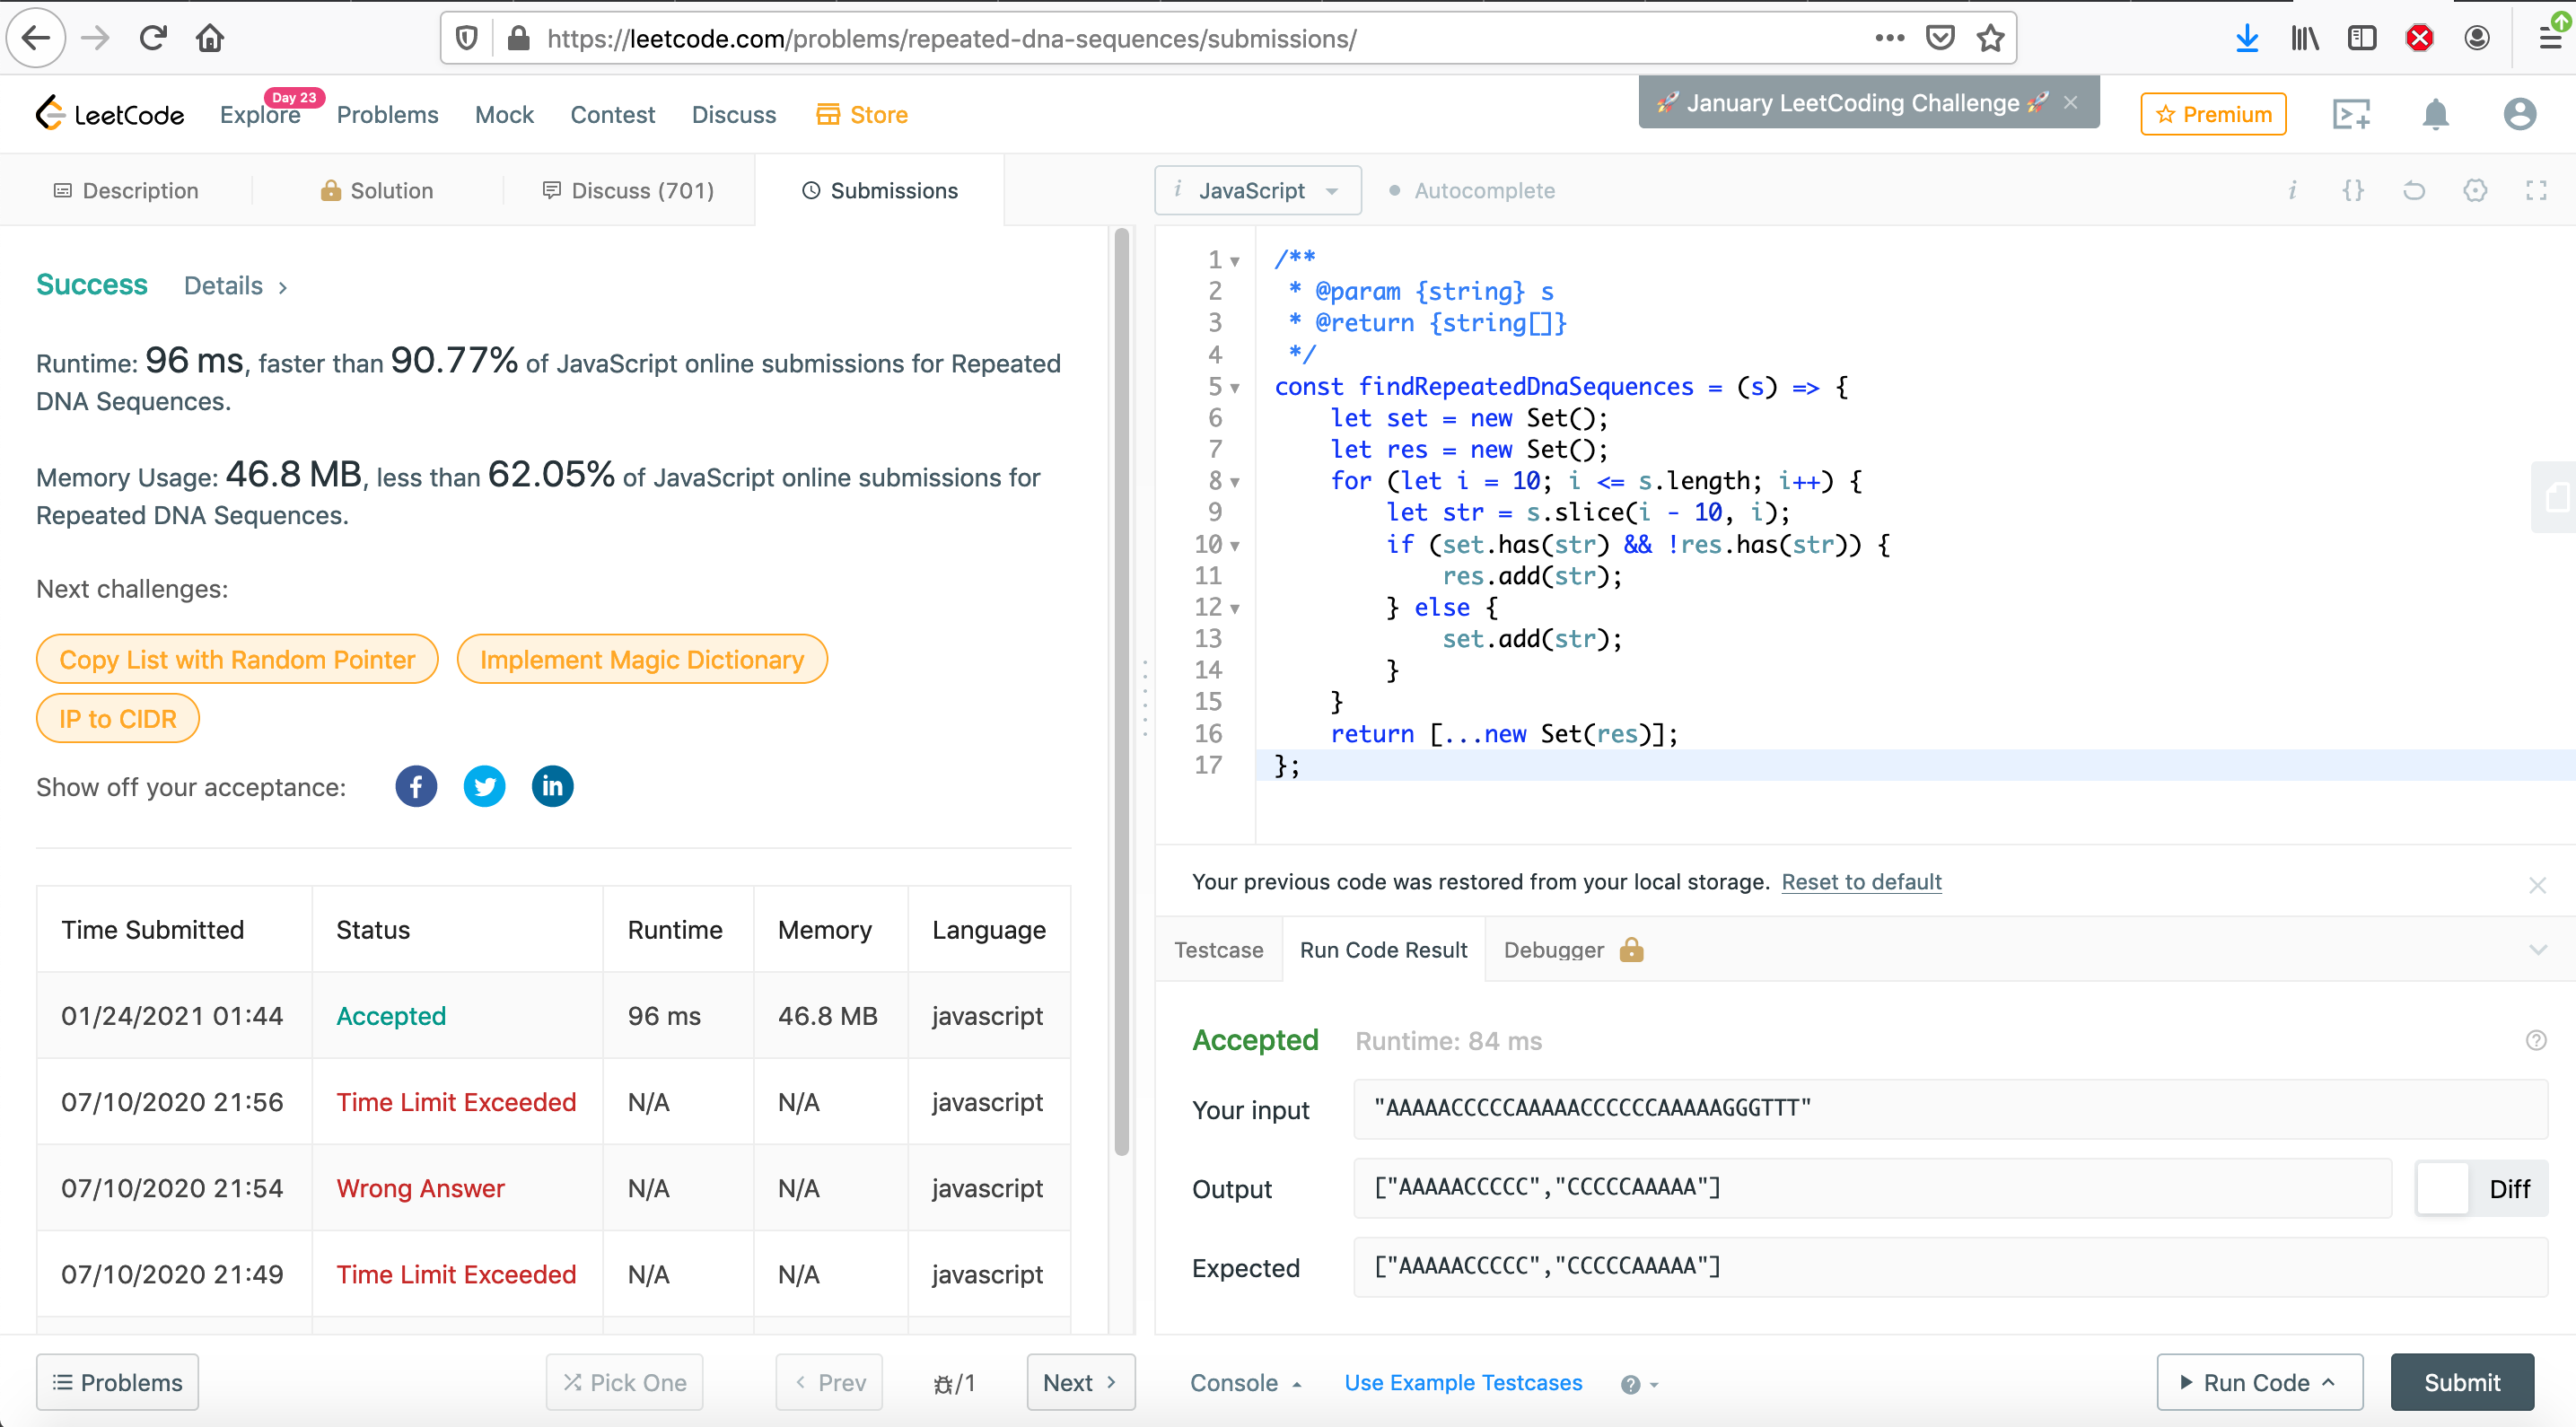 https://leetcode.com/problems/repeated-dna-sequences/submissions/
LeetCode
Explore
Day 23
Problems
Mock
Contest
Discuss
Store
🚀 January LeetCoding Challenge 🚀
Premium
Description
Solution
Discuss (701)
Submissions
i JavaScript
Autocomplete
Success Details >
Runtime: 96 ms, faster than 90.77% of JavaScript online submissions for Repeated
DNA Sequences.
Memory Usage: 46.8 MB, less than 62.05% of JavaScript online submissions for
Repeated DNA Sequences.
Next challenges:
Copy List with Random Pointer
Implement Magic Dictionary
IP to CIDR
Show off your acceptance:
Time Submitted Status Runtime Memory Language
01/24/2021 01:44 Accepted 96 ms 46.8 MB javascript
07/10/2020 21:56 Time Limit Exceeded N/A N/A javascript
07/10/2020 21:54 Wrong Answer N/A N/A javascript
07/10/2020 21:49 Time Limit Exceeded N/A N/A javascript
Problems
Pick One
< Prev
/1
Next >
1 /**
2 * @param {string} s
3 * @return {string[]}
4 */
5 const findRepeatedDnaSequences = (s) => {
6 let set = new Set();
7 let res = new Set();
8 for (let i = 10; i <= s.length; i++) {
9 let str = s.slice(i - 10, i);
10 if (set.has(str) && !res.has(str)) {
11 res.add(str);
12 } else {
13 set.add(str);
14 }
15 }
16 return [...new Set(res)];
17 };
Your previous code was restored from your local storage. Reset to default
Testcase
Run Code Result
Debugger
Accepted Runtime: 84 ms
Your input "AAAAACCCCCAAAAACCCCCCAAAAAGGGTTT"
Output ["AAAAACCCCC","CCCCCAAAAA"]
Diff
Expected ["AAAAACCCCC","CCCCCAAAAA"]
Console
Use Example Testcases
Run Code
Submit